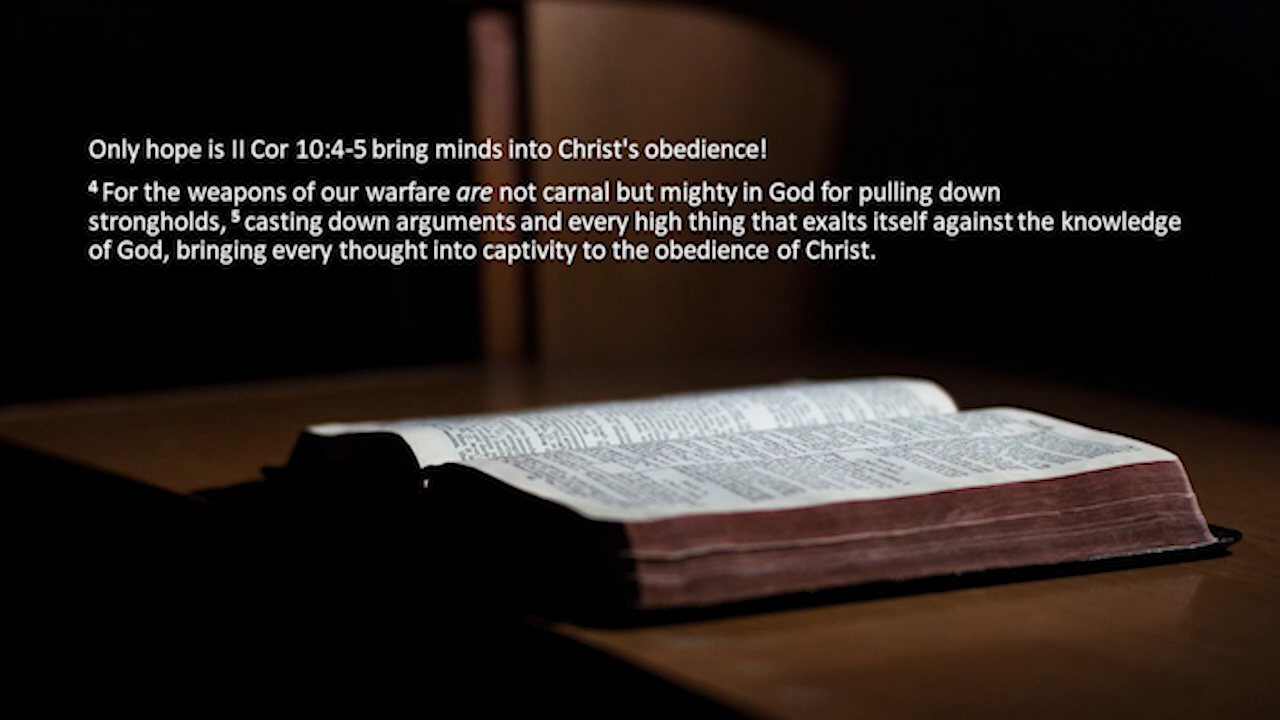 Only hope is II Cor 10:4-5 bring minds into Christ's obedience!
4 For the weapons of our warfare are not carnal but mighty in God for pulling down
strongholds, 5 casting down arguments and every high thing that exalts itself against the knowledge
of God, bringing every thought into captivity to the obedience of Christ.